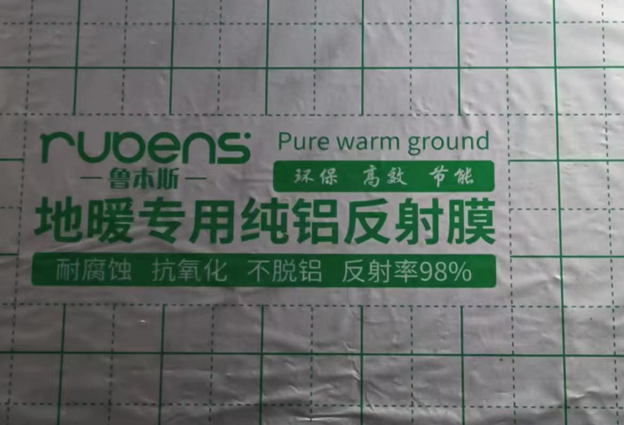 rubens Pure warm ground
鲁本斯 环保 高效 节能
地暖专用纯铝反射膜
耐腐蚀 抗氧化 不脱铝 反射率98%